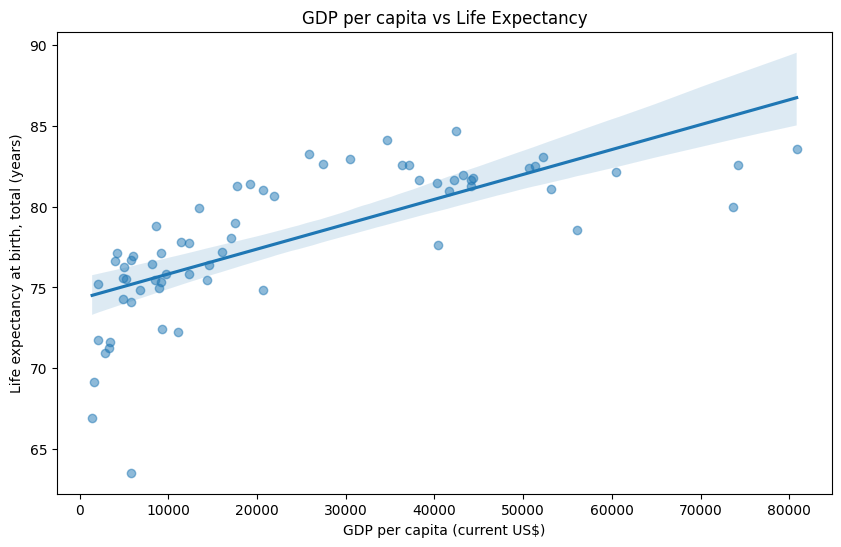 GDP per capita vs Life Expectancy
Life expectancy at birth, total (years)
90
85
80
75
70
65
0 10000 20000 30000 40000 50000 60000 70000 80000
GDP per capita (current US$)